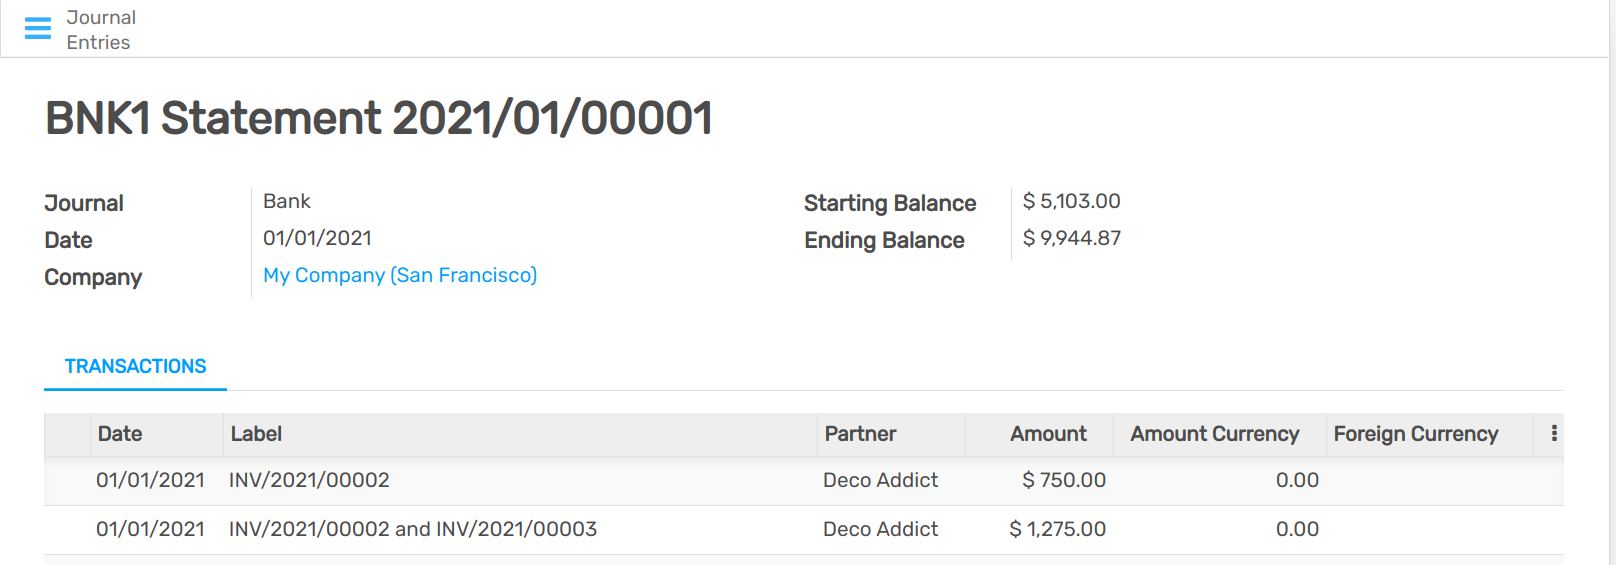 Journal
Entries
BNK1 Statement 2021/01/00001
Journal Bank Starting Balance $ 5,103.00
Date 01/01/2021 Ending Balance $ 9,944.87
Company My Company (San Francisco)
TRANSACTIONS
Date Label Partner Amount Amount Currency Foreign Currency
01/01/2021 INV/2021/00002 Deco Addict $ 750.00 0.00
01/01/2021 INV/2021/00002 and INV/2021/00003 Deco Addict $ 1,275.00 0.00